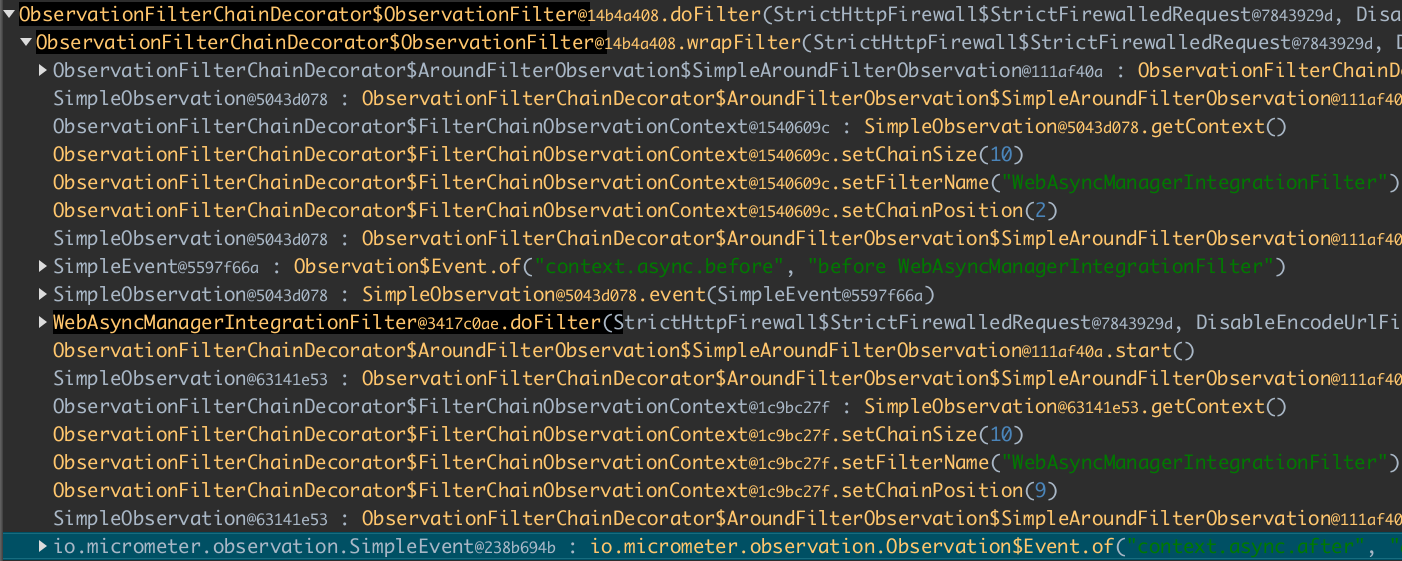 ObservationFilterChainDecorator$ObservationFilter@14b4a408.doFilter(StrictHttpFirewall$StrictFirewalledRequest@7843929d, Disa
ObservationFilterChainDecorator$ObservationFilter@14b4a408.wrapFilter(StrictHttpFirewall$StrictFirewalledRequest@7843929d, D
ObservationFilterChainDecorator$AroundFilterObservation$SimpleAroundFilterObservation@111af40a : ObservationFilterChainDe
SimpleObservation@5043d078 : ObservationFilterChainDecorator$AroundFilterObservation$SimpleAroundFilterObservation@111af40
FilterChainObservationContext@1540609c : SimpleObservation@5043d078.getContext()
ObservationFilterChainDecorator$FilterChainObservationContext@1540609c.setChainSize(10)
ObservationFilterChainDecorator$FilterChainObservationContext@1540609c.setFilterName("WebAsyncManagerIntegrationFilter")
ObservationFilterChainDecorator$FilterChainObservationContext@1540609c.setChainPosition(2)
SimpleObservation@5043d078 : ObservationFilterChainDecorator$AroundFilterObservation$SimpleAroundFilterObservation@111af40
SimpleEvent@5597f66a : Observation$Event.of("context.async.before", "before WebAsyncManagerIntegrationFilter")
SimpleObservation@5043d078 : SimpleObservation@5043d078.event(SimpleEvent@5597f66a)
WebAsyncManagerIntegrationFilter@3417c0ae.doFilter(StrictHttpFirewall$StrictFirewalledRequest@7843929d, DisableEncodeUrlFi
ObservationFilterChainDecorator$AroundFilterObservation$SimpleAroundFilterObservation@111af40a.start()
SimpleObservation@63141e53 : ObservationFilterChainDecorator$AroundFilterObservation$SimpleAroundFilterObservation@111af40
ObservationFilterChainDecorator$FilterChainObservationContext@1c9bc27f : SimpleObservation@63141e53.getContext()
ObservationFilterChainDecorator$FilterChainObservationContext@1c9bc27f.setChainSize(10)
ObservationFilterChainDecorator$FilterChainObservationContext@1c9bc27f.setFilterName("WebAsyncManagerIntegrationFilter")
ObservationFilterChainDecorator$FilterChainObservationContext@1c9bc27f.setChainPosition(9)
SimpleObservation@63141e53 : ObservationFilterChainDecorator$AroundFilterObservation$SimpleAroundFilterObservation@111af40
io.micrometer.observation.SimpleEvent@238b694b : io.micrometer.observation.Observation$Event.of("context.async.after", "